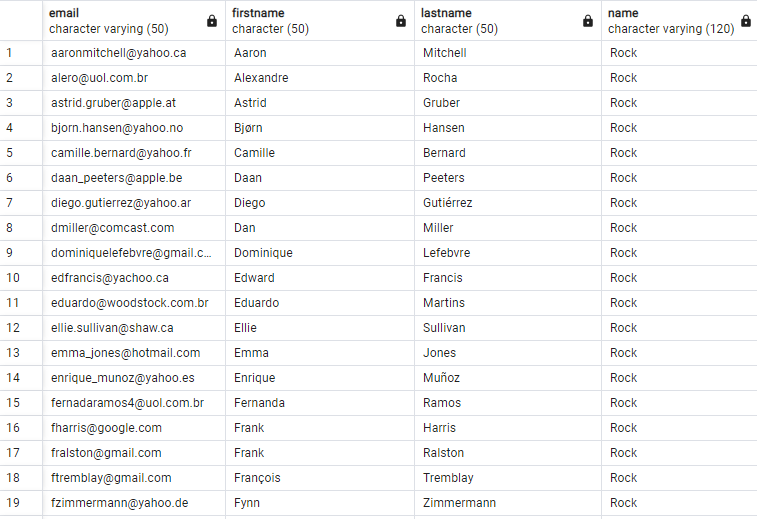 email firstname lastname name
character varying (50) character (50) character (50) character varying (120)
1 aaronmitchell@yahoo.ca Aaron Mitchell Rock
2 alero@uol.com.br Alexandre Rocha Rock
3 astrid.gruber@apple.at Astrid Gruber Rock
4 bjorn.hansen@yahoo.no Bjørn Hansen Rock
5 camille.bernard@yahoo.fr Camille Bernard Rock
6 daan_peeters@apple.be Daan Peeters Rock
7 diego.gutierrez@yahoo.ar Diego Gutiérrez Rock
8 dmiller@comcast.com Dan Miller Rock
9 dominiquelefebvre@gmail.c... Dominique Lefebvre Rock
10 edfrancis@yachoo.ca Edward Francis Rock
11 eduardo@woodstock.com.br Eduardo Martins Rock
12 ellie.sullivan@shaw.ca Ellie Sullivan Rock
13 emma_jones@hotmail.com Emma Jones Rock
14 enrique_munoz@yahoo.es Enrique Muñoz Rock
15 fernadaramos4@uol.com.br Fernanda Ramos Rock
16 fharris@google.com Frank Harris Rock
17 fralston@gmail.com Frank Ralston Rock
18 ftremblay@gmail.com François Tremblay Rock
19 fzimmermann@yahoo.de Fynn Zimmermann Rock